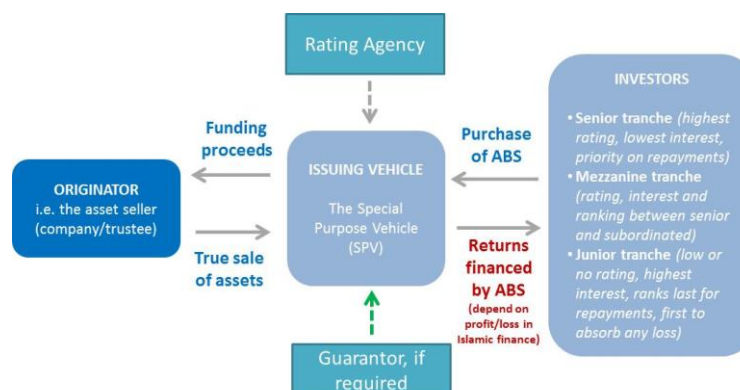 Rating Agency
ORIGINATOR
i.e. the asset seller
(company/trustee)
Funding
proceeds
True sale
of assets
ISSUING VEHICLE
The Special
Purpose Vehicle
(SPV)
Purchase
of ABS
Returns
financed
by ABS
(depend on
profit/loss in
Islamic finance)
INVESTORS
• Senior tranche (highest
rating, lowest interest,
priority on repayments)
• Mezzanine tranche
(rating, interest and
ranking between senior
and subordinated)
• Junior tranche (low or
no rating, highest
interest, ranks last for
repayments, first to
absorb any loss)
Guarantor, if
required